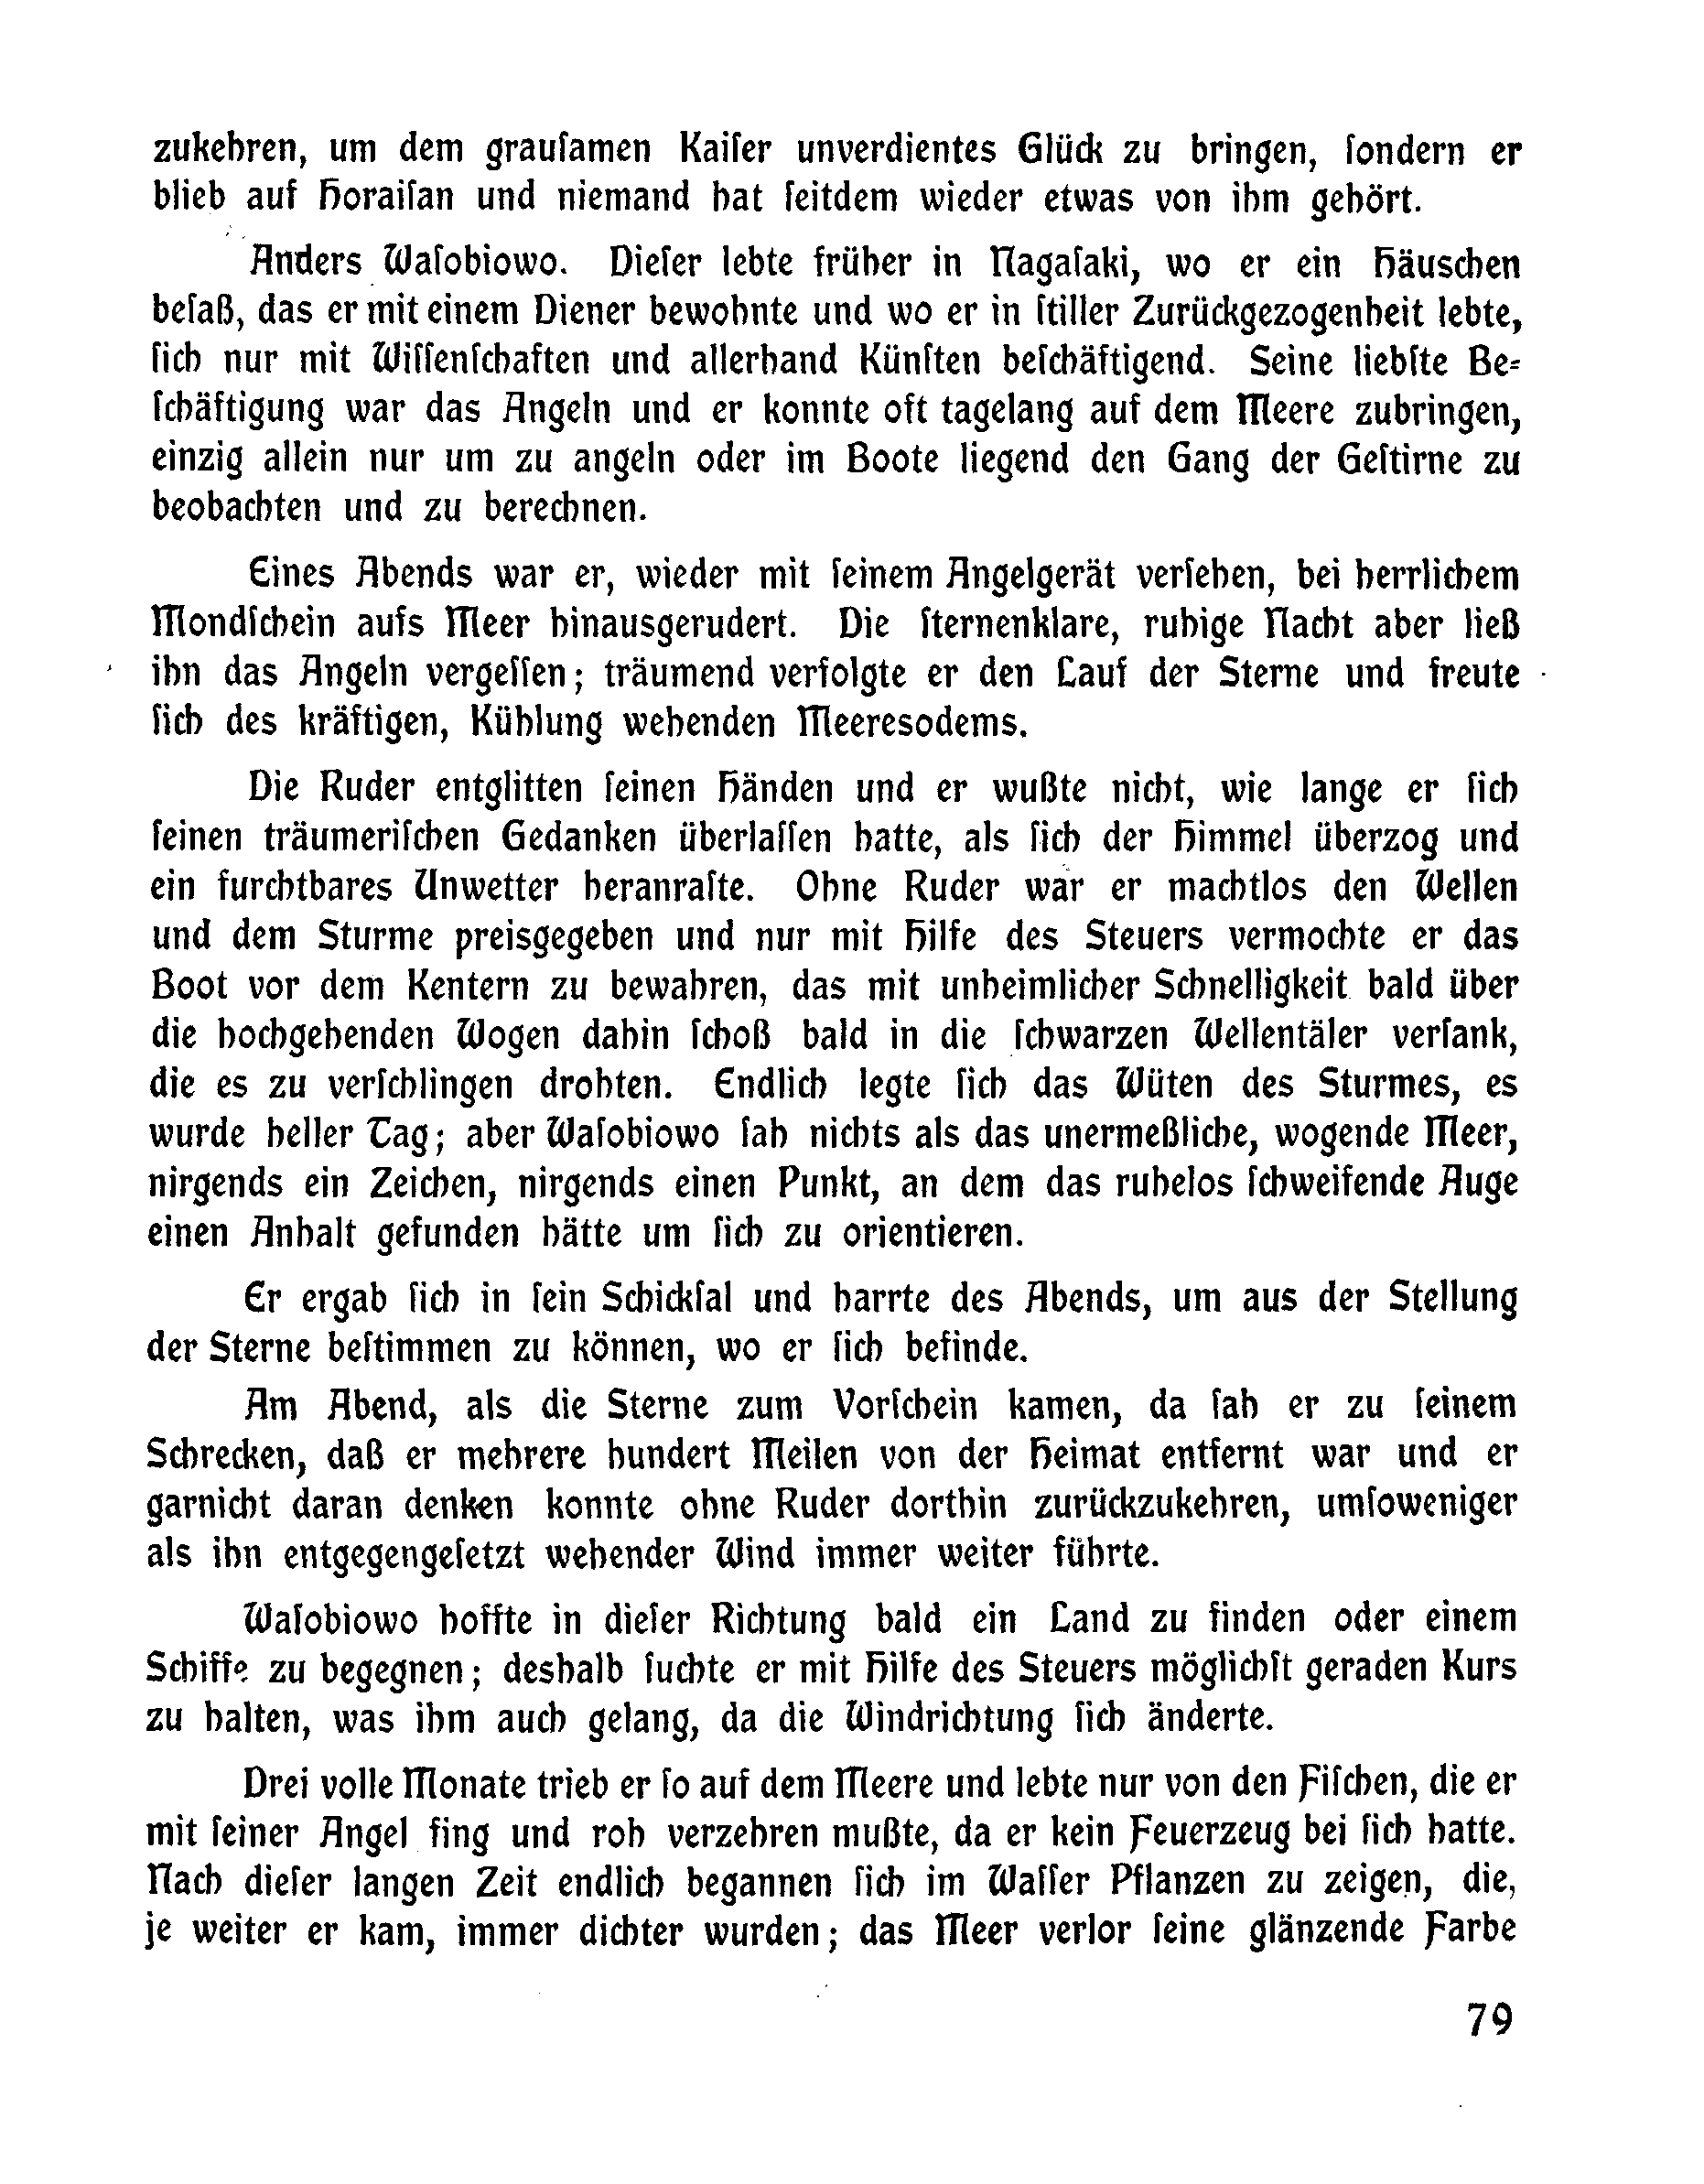 zukehren, um dem grauſamen Kaiſer unverdientes Glück zu bringen, ſondern er
blieb auf Horaiſan und niemand hat ſeitdem wieder etwas von ihm gehört.
Anders Waſobiowo. Dieſer lebte früher in Nagaſaki, wo er ein Häuschen
beſaß, das er mit einem Diener bewohnte und wo er in ſtiller Zurückgezogenheit lebte,
ſich nur mit Wiſſenſchaften und allerhand Künſten beſchäftigend. Seine liebſte Be-
ſchäftigung war das Angeln und er konnte oft tagelang auf dem Meere zubringen,
einzig allein nur um zu angeln oder im Boote liegend den Gang der Geſtirne zu
beobachten und zu berechnen.
Eines Abends war er, wieder mit ſeinem Angelgerät verſehen, bei herrlichem
Mondſchein aufs Meer hinausgerudert. Die ſternenklare, ruhige Nacht aber ließ
ihn das Angeln vergeſſen; träumend verfolgte er den Lauf der Sterne und freute
ſich des kräftigen, Kühlung wehenden Meeresodems.
Die Ruder entglitten ſeinen Händen und er wußte nicht, wie lange er ſich
ſeinen träumeriſchen Gedanken überlaſſen hatte, als ſich der Himmel überzog und
ein furchtbares Unwetter heranraſte. Ohne Ruder war er machtlos den Wellen
und dem Sturme preisgegeben und nur mit Hilfe des Steuers vermochte er das
Boot vor dem Kentern zu bewahren, das mit unheimlicher Schnelligkeit bald über
die hochgehenden Wogen dahin ſchoß bald in die ſchwarzen Wellentäler verſank,
die es zu verſchlingen drohten. Endlich legte ſich das Wüten des Sturmes, es
wurde heller Tag; aber Waſobiowo ſah nichts als das unermeßliche, wogende Meer,
nirgends ein Zeichen, nirgends einen Punkt, an dem das ruhelos ſchweifende Auge
einen Anhalt gefunden hätte um ſich zu orientieren.
Er ergab ſich in ſein Schickſal und harrte des Abends, um aus der Stellung
der Sterne beſtimmen zu können, wo er ſich befinde.
Am Abend, als die Sterne zum Vorſchein kamen, da ſah er zu ſeinem
Schrecken, daß er mehrere hundert Meilen von der Heimat entfernt war und er
garnicht daran denken konnte ohne Ruder dorthin zurückzukehren, umſoweniger
als ihn entgegengeſetzt wehender Wind immer weiter führte.
Waſobiowo hoffte in dieſer Richtung bald ein Land zu finden oder einem
Schiffe zu begegnen; deshalb ſuchte er mit Hilfe des Steuers möglichſt geraden Kurs
zu halten, was ihm auch gelang, da die Windrichtung ſich änderte.
Drei volle Monate trieb er ſo auf dem Meere und lebte nur von den Fiſchen, die er
mit ſeiner Angel fing und roh verzehren mußte, da er kein Feuerzeug bei ſich hatte.
Nach dieſer langen Zeit endlich begannen ſich im Waſſer Pflanzen zu zeigen, die,
je weiter er kam, immer dichter wurden; das Meer verlor ſeine glänzende Farbe
79